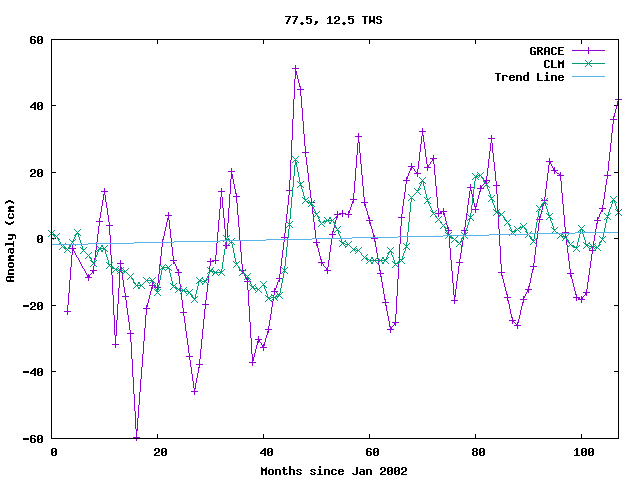 77.5, 12.5 TWS
GRACE
CLM
Trend Line
Anomaly (cm)
60
40
20
0
-20
-40
-60
0 20 40 60 80 100
Months since Jan 2002